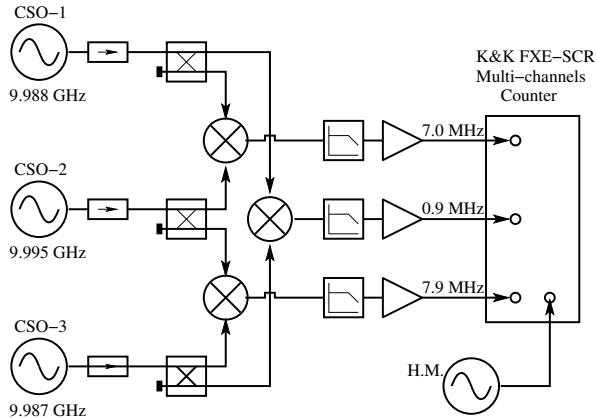 CSO−1
9.988 GHz
K&K FXE−SCR
Multi−channels
Counter
7.0 MHz
CSO−2
9.995 GHz
0.9 MHz
7.9 MHz
CSO−3
9.987 GHz
H.M.